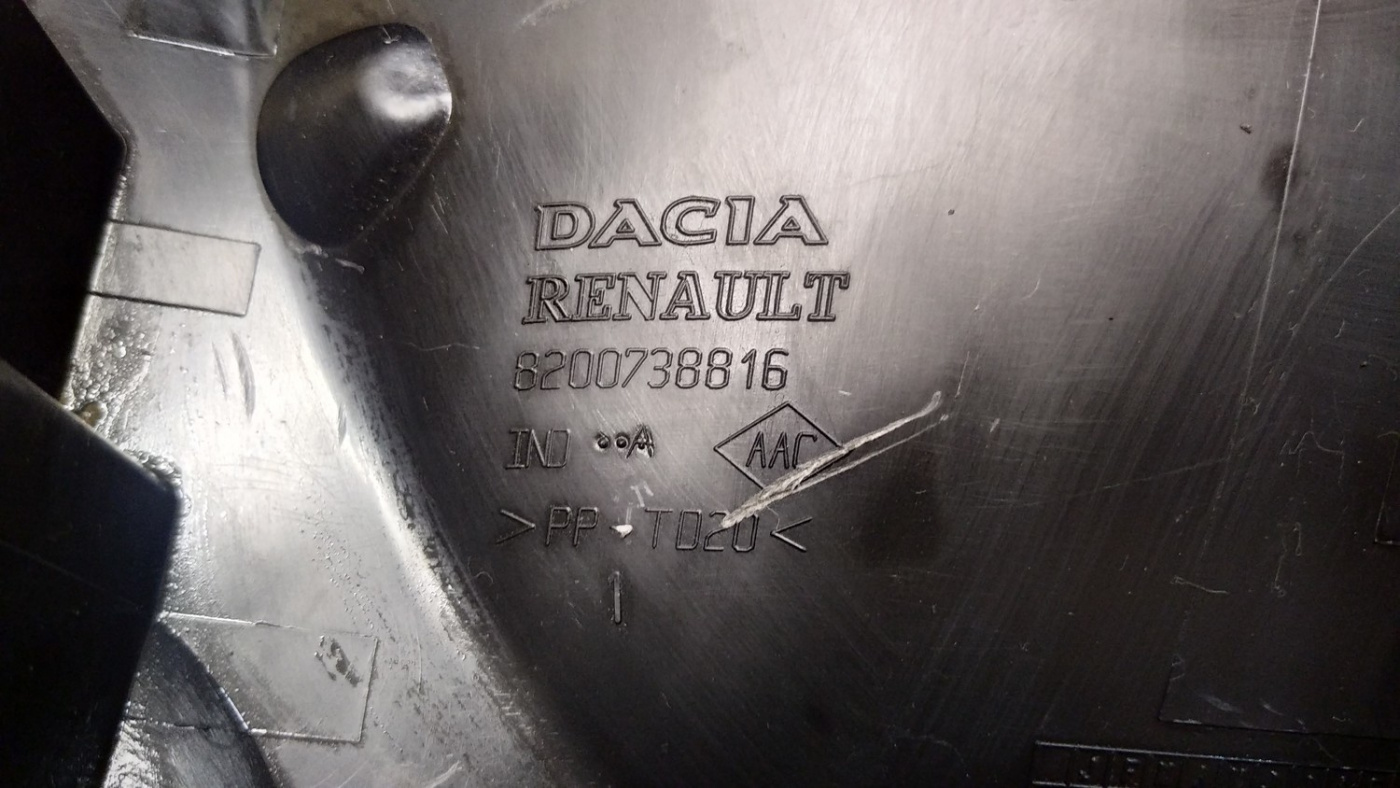 DACIA
RENAULT
8200738816
IND ••A AAC
>PP-TD20<
1